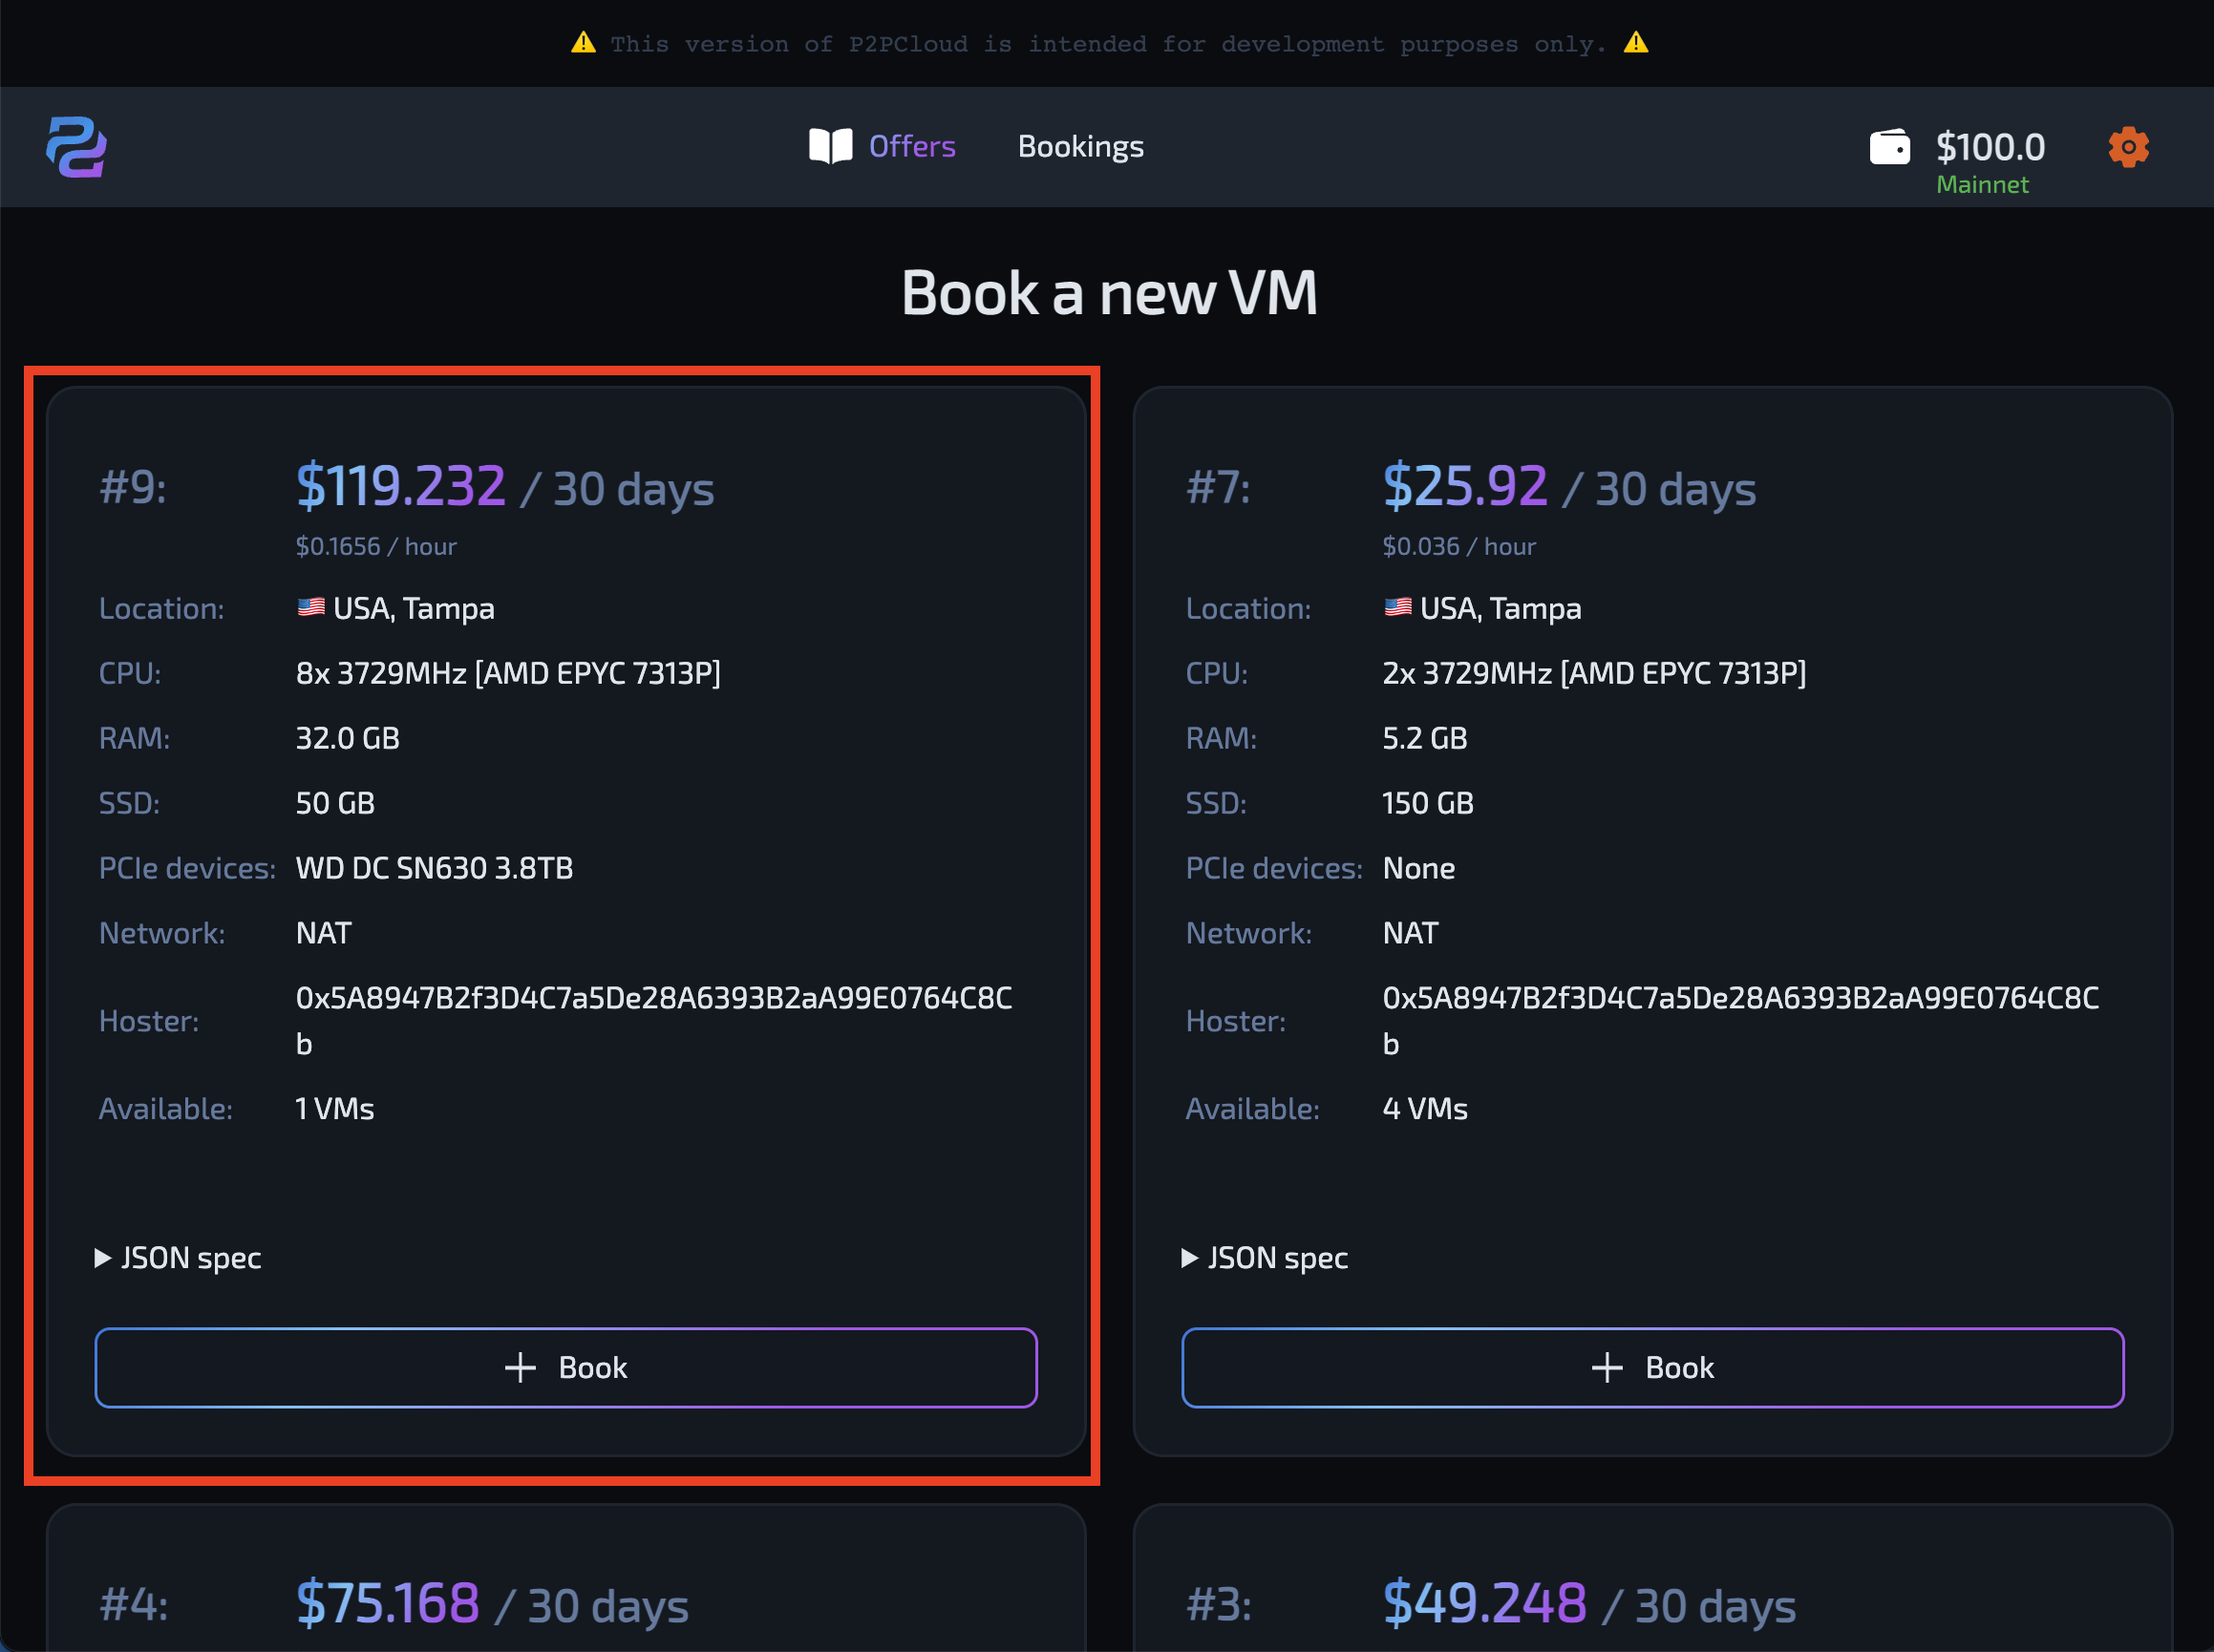 ⚠️ This version of P2PCloud is intended for development purposes only. ⚠️
Offers
Bookings
$100.0
Mainnet
Book a new VM
#9: $119.232 / 30 days
$0.1656 / hour
Location: 🇺🇸 USA, Tampa
CPU: 8x 3729MHz [AMD EPYC 7313P]
RAM: 32.0 GB
SSD: 50 GB
PCIe devices: WD DC SN630 3.8TB
Network: NAT
Hoster: 0x5A8947B2f3D4C7a5De28A6393B2aA99E0764C8C
b
Available: 1 VMs
▶ JSON spec
+ Book
#7: $25.92 / 30 days
$0.036 / hour
Location: 🇺🇸 USA, Tampa
CPU: 2x 3729MHz [AMD EPYC 7313P]
RAM: 5.2 GB
SSD: 150 GB
PCIe devices: None
Network: NAT
Hoster: 0x5A8947B2f3D4C7a5De28A6393B2aA99E0764C8C
b
Available: 4 VMs
▶ JSON spec
+ Book
#4: $75.168 / 30 days
#3: $49.248 / 30 days